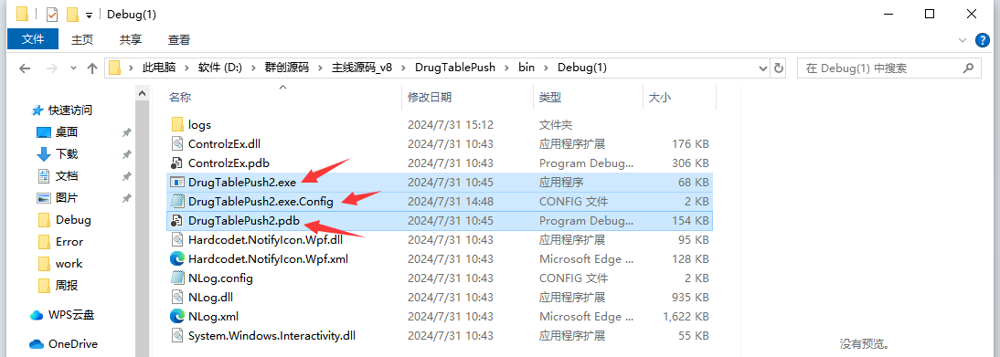 Debug(1)
文件 主页 共享 查看
此电脑 软件 (D:) 群创源码 主线源码_v8 DrugTablePush bin Debug(1) 在 Debug(1) 中搜索
名称 修改日期 类型 大小
快速访问
桌面
下载
文档
图片
Debug
Error
work
周报
WPS云盘
OneDrive
logs 2024/7/31 15:12 文件夹
ControlzEx.dll 2024/7/31 10:43 应用程序扩展 176 KB
ControlzEx.pdb 2024/7/31 10:43 Program Debug... 306 KB
DrugTablePush2.exe 2024/7/31 10:45 应用程序 68 KB
DrugTablePush2.exe.Config 2024/7/31 14:48 CONFIG 文件 2 KB
DrugTablePush2.pdb 2024/7/31 10:45 Program Debug... 154 KB
Hardcodet.NotifyIcon.Wpf.dll 2024/7/31 10:43 应用程序扩展 95 KB
Hardcodet.NotifyIcon.Wpf.xml 2024/7/31 10:43 Microsoft Edge ... 128 KB
NLog.config 2024/7/31 10:43 CONFIG 文件 2 KB
NLog.dll 2024/7/31 10:43 应用程序扩展 935 KB
NLog.xml 2024/7/31 10:43 Microsoft Edge ... 1,622 KB
System.Windows.Interactivity.dll 2024/7/31 10:43 应用程序扩展 55 KB
没有预览。